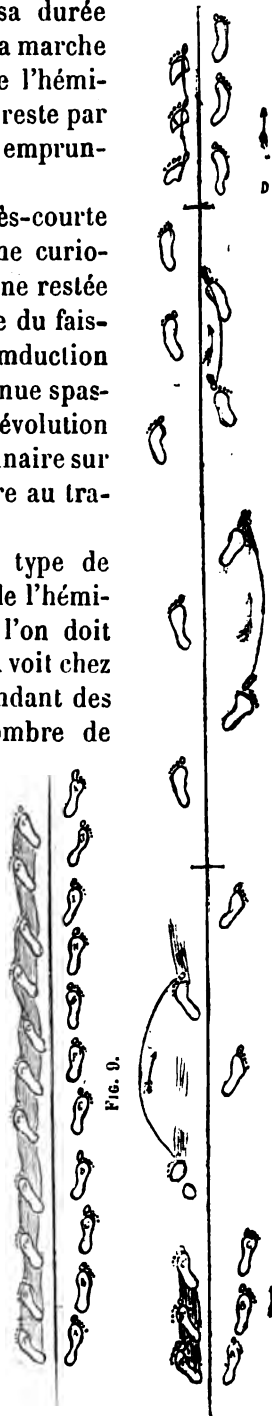 sa durée
a marche
e l'hémi-
reste par
emprun-
ès-courte
ne curio-
ne restée
e du fais-
mduction
nue spas-
évolution
naire sur
re au tra-
type de
le l'hémi-
l'on doit
voit chez
ndant des
ombre de
D
FIG. 9.